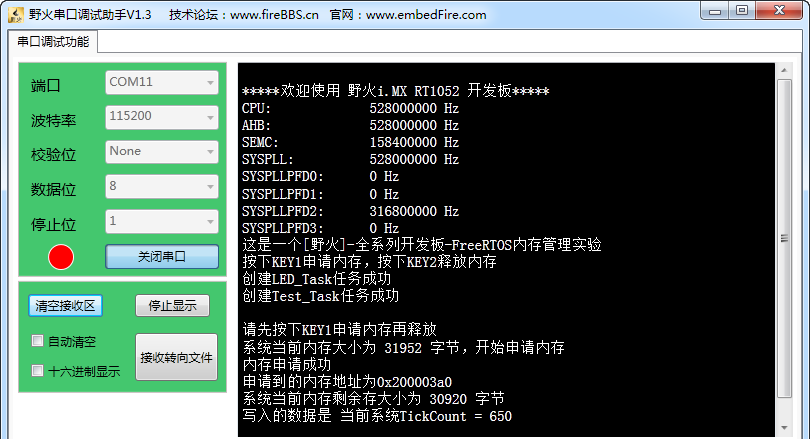 野火串口调试助手V1.3 技术论坛：www.fireBBS.cn 官网：www.embedFire.com
串口调试功能
端口 COM11
波特率 115200
校验位 None
数据位 8
停止位 1
关闭串口
清空接收区 停止显示
自动清空
十六进制显示
接收转向文件
*****欢迎使用 野火i.MX RT1052 开发板*****
CPU: 528000000 Hz
AHB: 528000000 Hz
SEMC: 158400000 Hz
SYSPLL: 528000000 Hz
SYSPLLPFD0: 0 Hz
SYSPLLPFD1: 0 Hz
SYSPLLPFD2: 316800000 Hz
SYSPLLPFD3: 0 Hz
这是一个[野火]-全系列开发板-FreeRTOS内存管理实验
按下KEY1申请内存，按下KEY2释放内存
创建LED_Task任务成功
创建Test_Task任务成功
请先按下KEY1申请内存再释放
系统当前内存大小为 31952 字节，开始申请内存
内存申请成功
申请到的内存地址为0x200003a0
系统当前内存剩余存大小为 30920 字节
写入的数据是 当前系统TickCount = 650